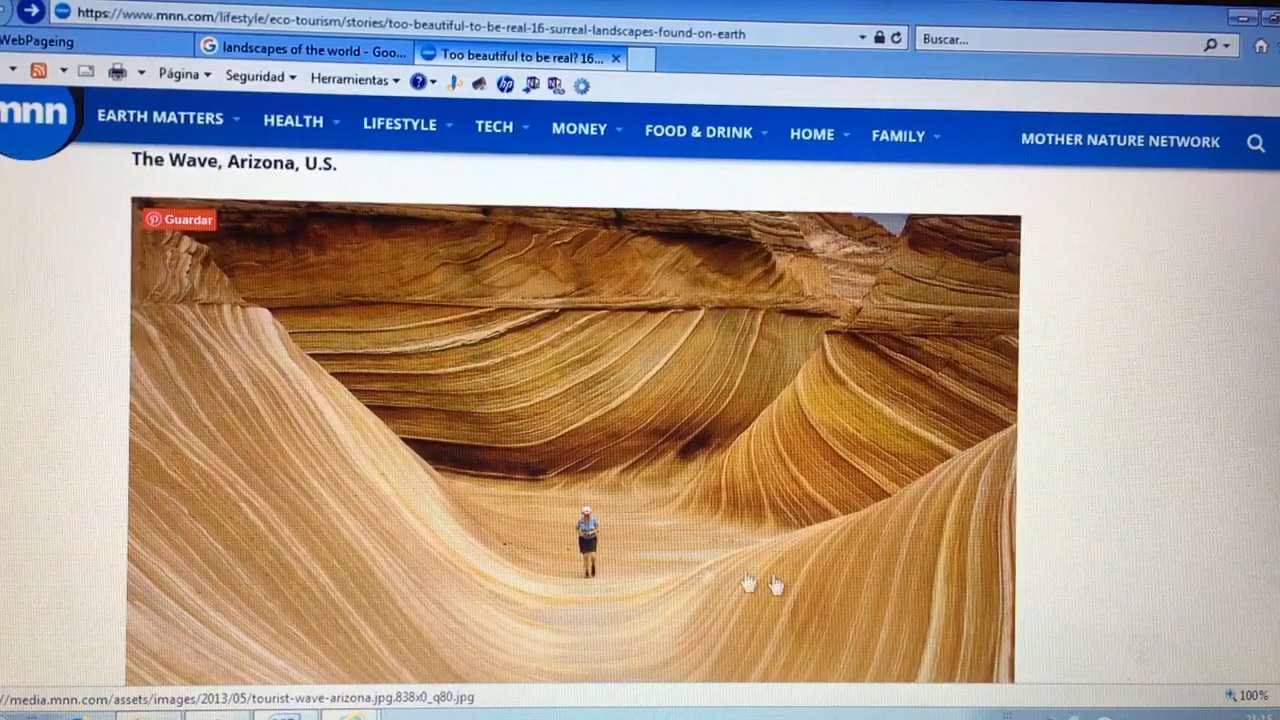 https://www.mnn.com/lifestyle/eco-tourism/stories/too-beautiful-to-be-real-16-surreal-landscapes-found-on-earth
Buscar...
WebPageing
landscapes of the world - Goo...
Too beautiful to be real? 16...
Página
Seguridad
Herramientas
mnn
EARTH MATTERS
HEALTH
LIFESTYLE
TECH
MONEY
FOOD & DRINK
HOME
FAMILY
MOTHER NATURE NETWORK
The Wave, Arizona, U.S.
Guardar
//media.mnn.com/assets/images/2013/05/tourist-wave-arizona.jpg.838x0_q80.jpg
100%